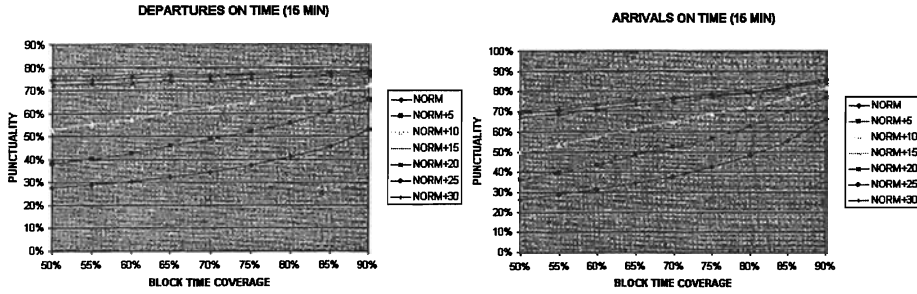 DEPARTURES ON TIME (15 MIN)
90%
80%
70%
60%
50%
40%
30%
20%
10%
0%
PUNCTUALITY
50% 55% 60% 65% 70% 75% 80% 85% 90%
BLOCK TIME COVERAGE
NORM
NORM+5
NORM+10
NORM+15
NORM+20
NORM+25
NORM+30
ARRIVALS ON TIME (15 MIN)
100%
90%
80%
70%
60%
50%
40%
30%
20%
10%
0%
PUNCTUALITY
50% 55% 60% 65% 70% 75% 80% 85% 90%
BLOCK TIME COVERAGE
NORM
NORM+5
NORM+10
NORM+15
NORM+20
NORM+25
NORM+30